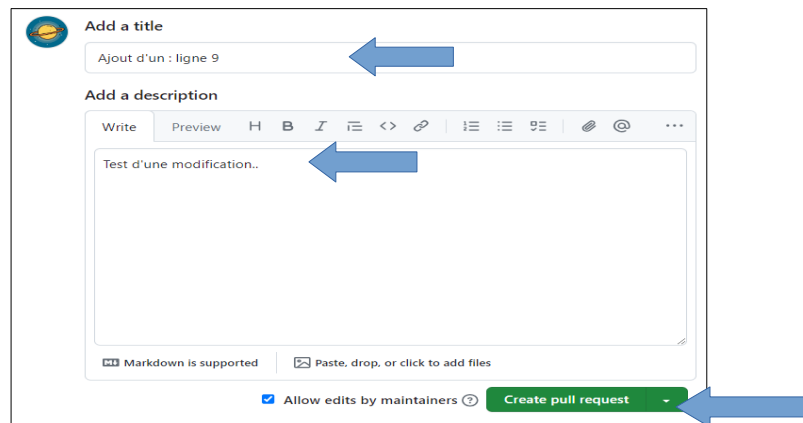 Add a title
Ajout d'un : ligne 9
Add a description
Write Preview H B I <> @ ...
Test d'une modification..
Markdown is supported Paste, drop, or click to add files
Allow edits by maintainers ? Create pull request